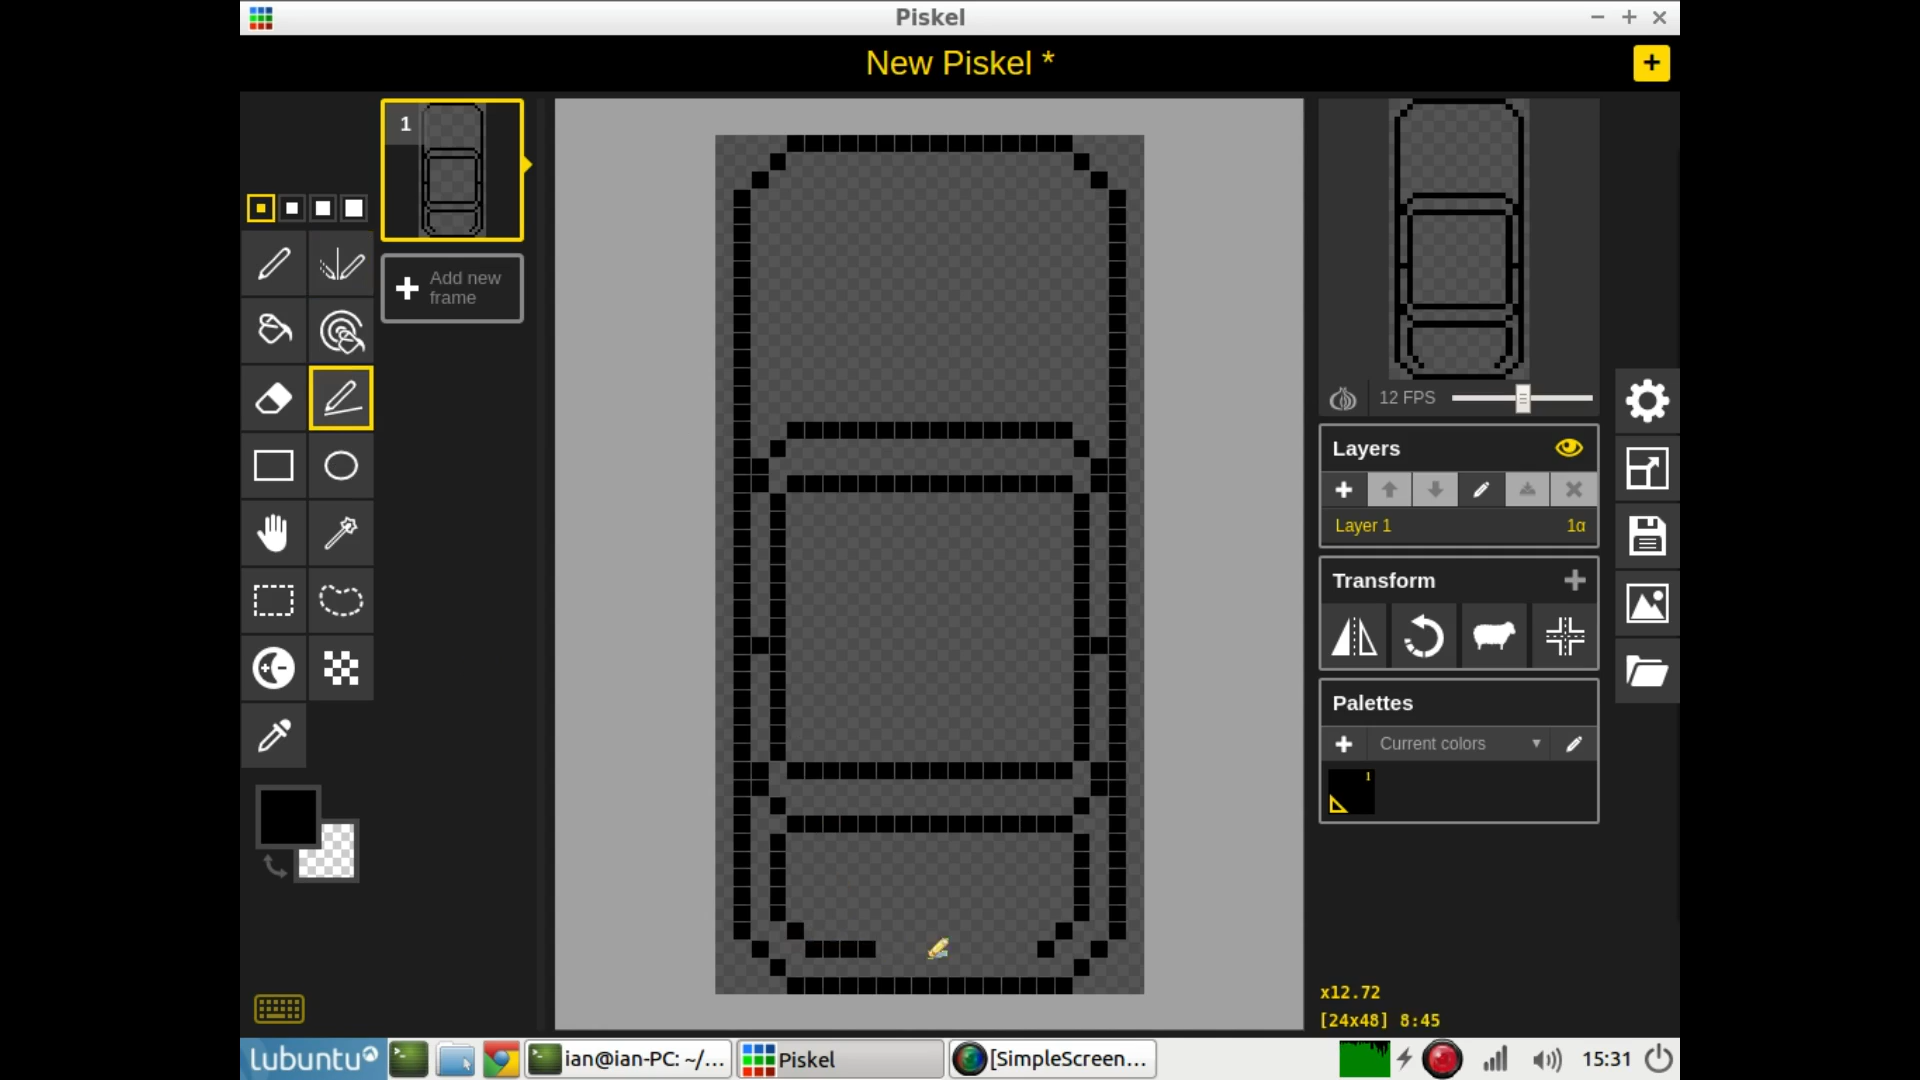 Piskel
New Piskel *
+
1
Add new
frame
12 FPS
Layers
Layer 1
1α
Transform
Palettes
Current colors
1
x12.72
[24x48] 8:45
lubuntu
ian@ian-PC: ~/...
Piskel
[SimpleScreen...
15:31